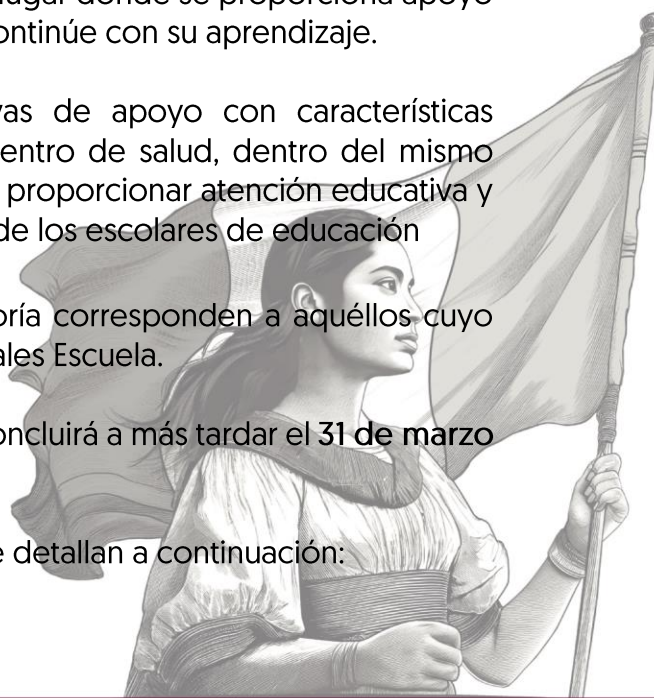 ontinúe con su aprendizaje.
vas de apoyo con características
entro de salud, dentro del mismo
proporcionar atención educativa y
de los escolares de educación
oría corresponden a aquéllos cuyo
ales Escuela.
oncluirá a más tardar el 31 de marzo
e detallan a continuación: